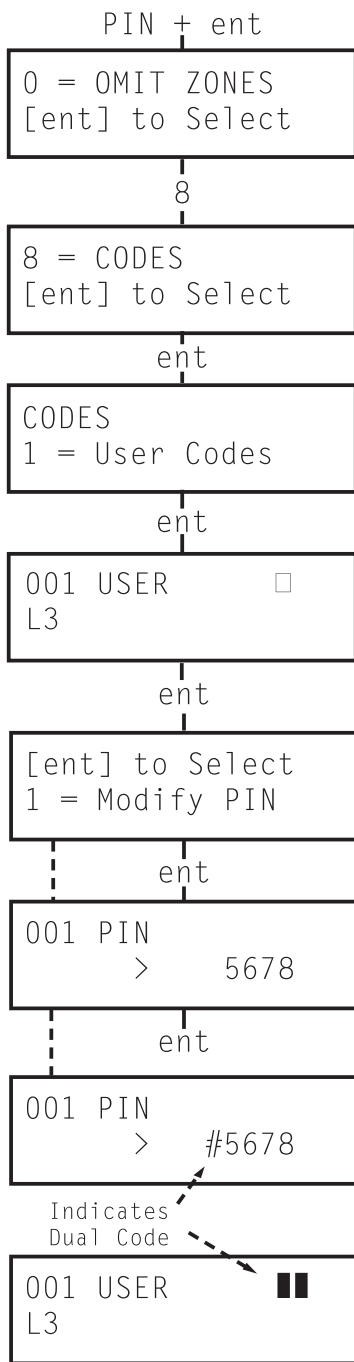 PIN + ent
0 = OMIT ZONES
[ent] to Select
8
8 = CODES
[ent] to Select
ent
CODES
1 = User Codes
ent
001 USER □
L3
ent
[ent] to Select
1 = Modify PIN
ent
001 PIN
> 5678
ent
001 PIN
> #5678
Indicates
Dual Code
001 USER ▮▮
L3